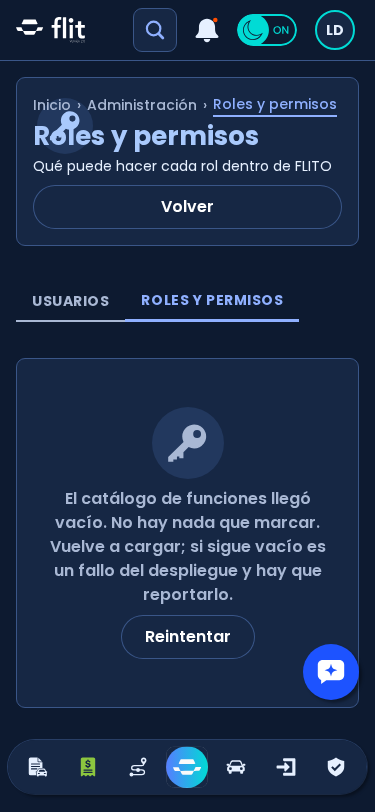 flit
ON
LD
Inicio › Administración › Roles y permisos
Roles y permisos
Qué puede hacer cada rol dentro de FLITO
Volver
USUARIOS
ROLES Y PERMISOS
El catálogo de funciones llegó
vacío. No hay nada que marcar.
Vuelve a cargar; si sigue vacío es
un fallo del despliegue y hay que
reportarlo.
Reintentar